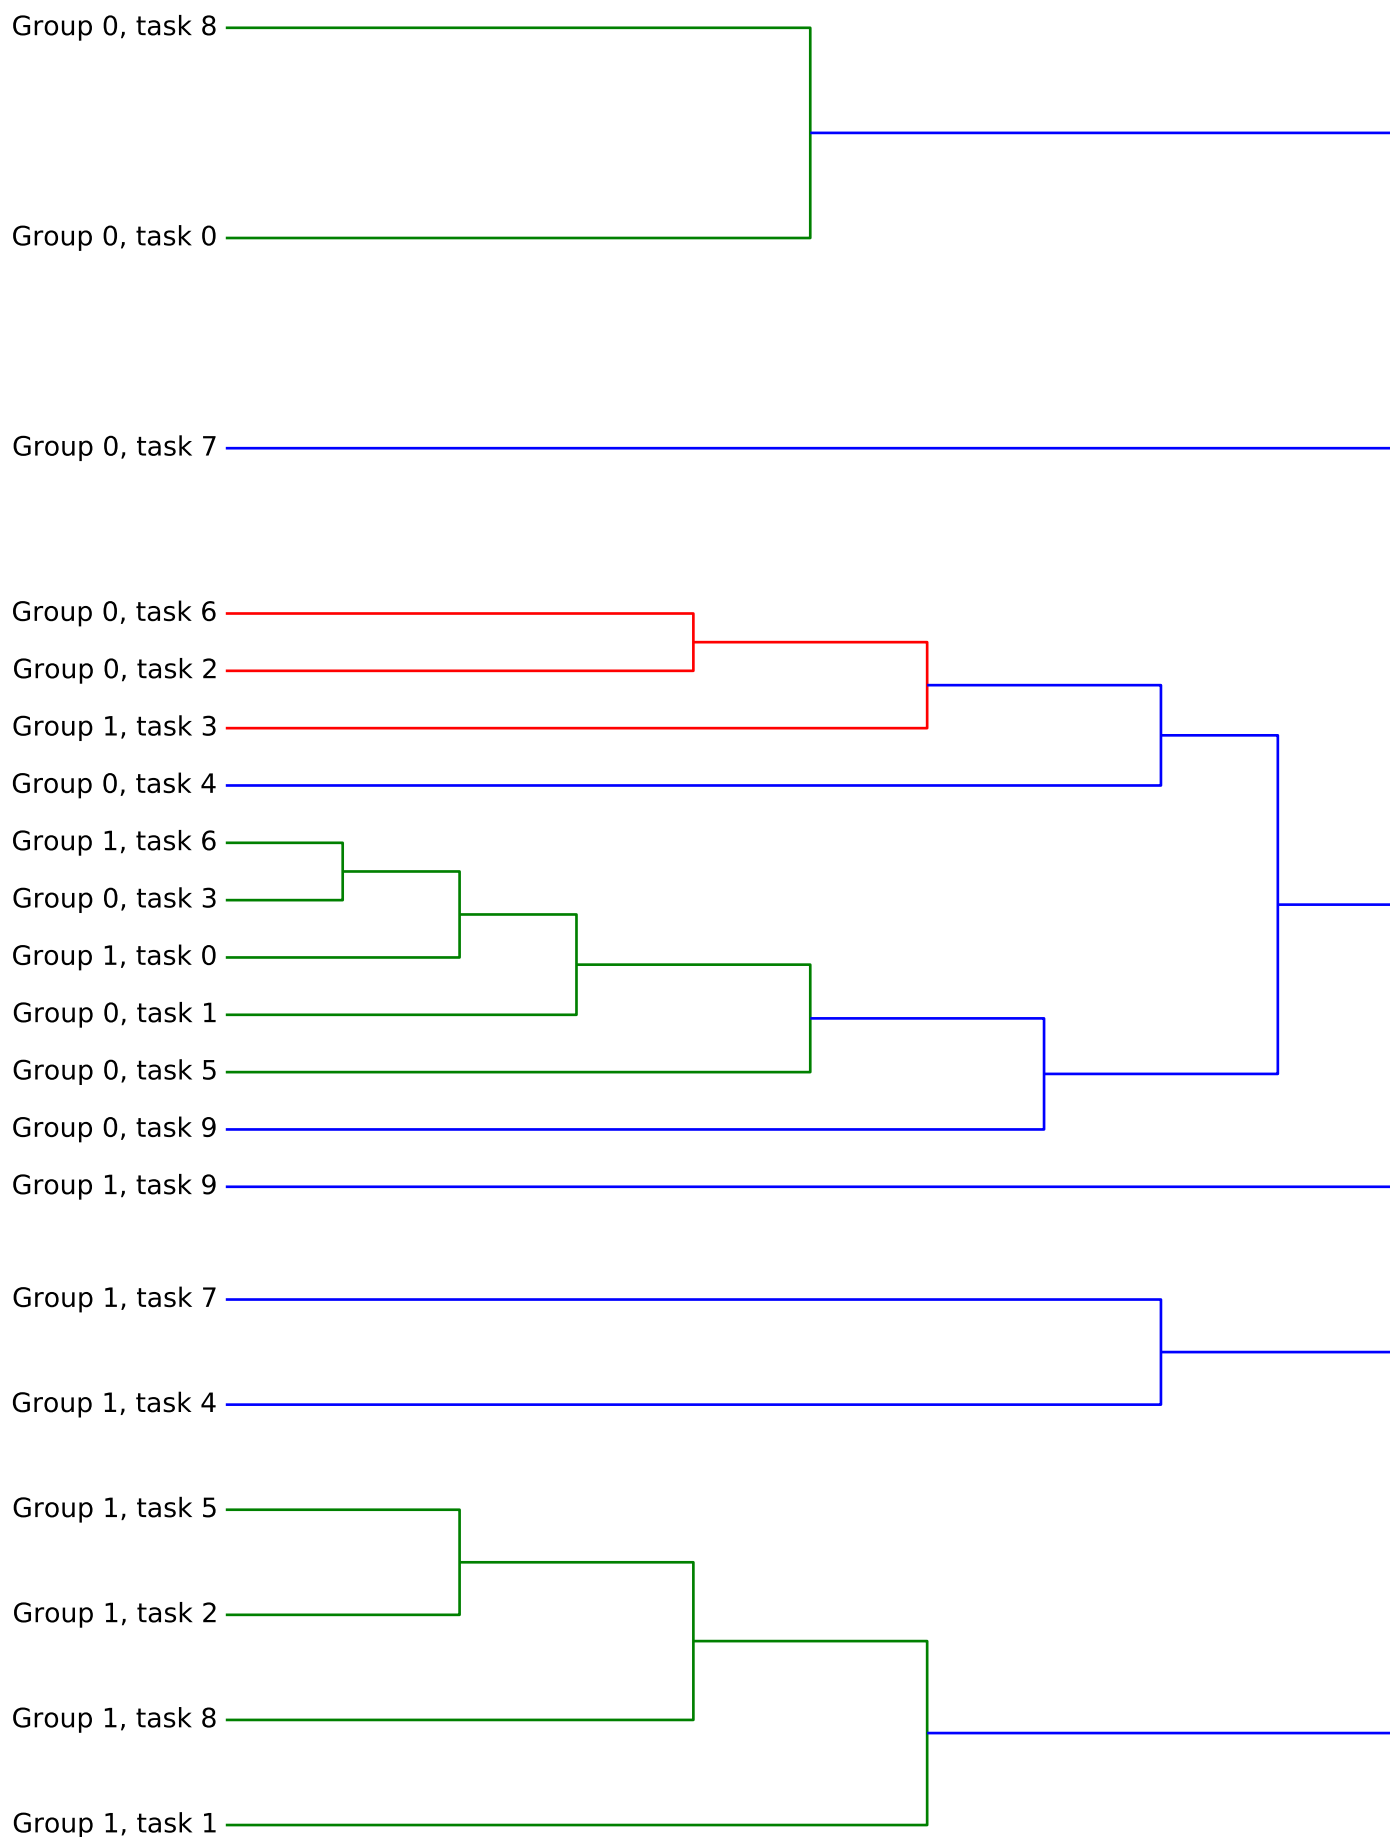 Group 0, task 8
Group 0, task 0
Group 0, task 7
Group 0, task 6
Group 0, task 2
Group 1, task 3
Group 0, task 4
Group 1, task 6
Group 0, task 3
Group 1, task 0
Group 0, task 1
Group 0, task 5
Group 0, task 9
Group 1, task 9
Group 1, task 7
Group 1, task 4
Group 1, task 5
Group 1, task 2
Group 1, task 8
Group 1, task 1